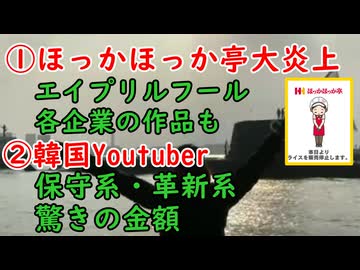 ①ほっかほっか亭大炎上
エイプリルフール
各企業の作品も
ほっかほっか亭
本日より
ライスを販売停止します。
②韓国Youtuber
保守系・革新系
驚きの金額